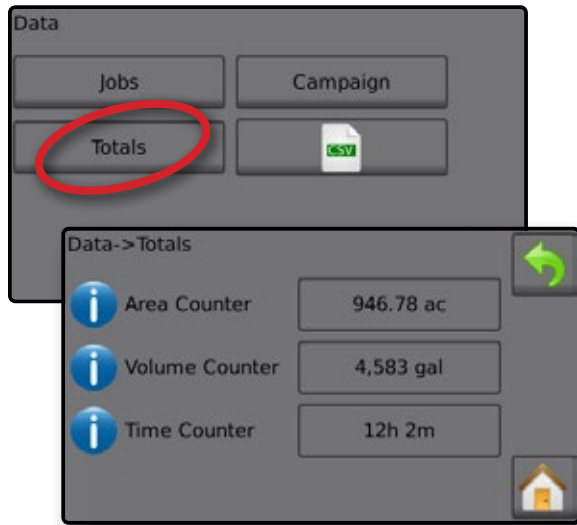 Data
Jobs Campaign
Totals CSV
Data->Totals
Area Counter 946.78 ac
Volume Counter 4,583 gal
Time Counter 12h 2m